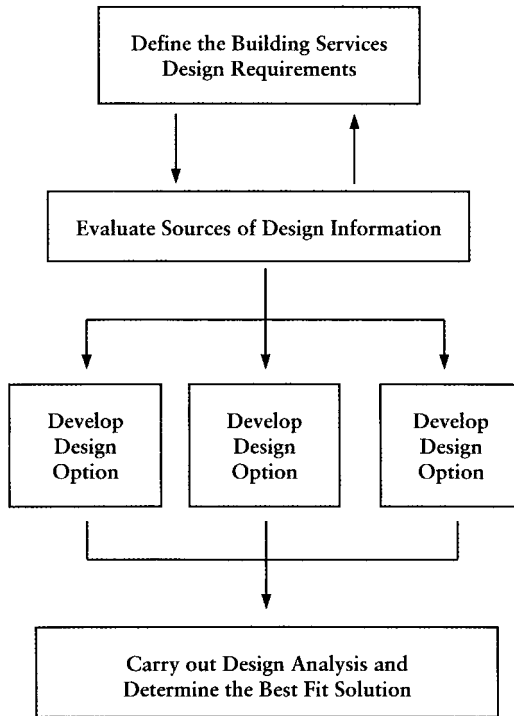 Define the Building Services
Design Requirements
Evaluate Sources of Design Information
Develop
Design
Option
Develop
Design
Option
Develop
Design
Option
Carry out Design Analysis and
Determine the Best Fit Solution